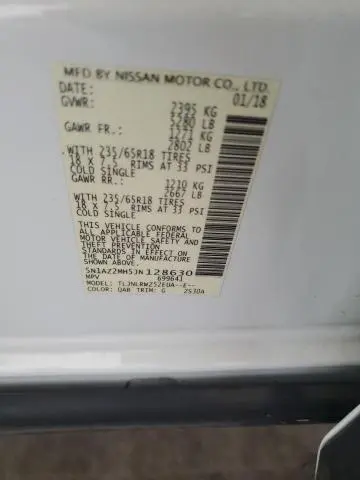 MFD BY NISSAN MOTOR CO., LTD.
DATE: 01/18
GVWR: 2395 KG
5280 LB
GAWR FR: 1271 KG
2802 LB
WITH 235/65R18 TIRES
18 X 7.5 RIMS AT 33 PSI
COLD SINGLE
GAWR RR: 1210 KG
2667 LB
WITH 235/65R18 TIRES
18 X 7.5 RIMS AT 33 PSI
COLD SINGLE
THIS VEHICLE CONFORMS TO
ALL APPLICABLE FEDERAL
MOTOR VEHICLE SAFETY AND
THEFT PREVENTION STANDARDS
IN EFFECT ON THE DATE OF
MANUFACTURE SHOWN ABOVE.
5N1AZ2MH5JN128630
MPV 699641
MODEL: TLJNLRWZ52EUA--E--
COLOR: QAB TRIM: G 2530A